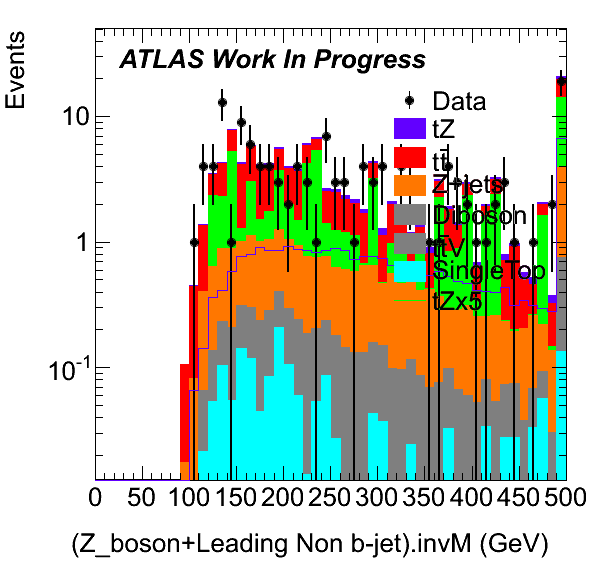 Events
ATLAS Work In Progress
Data
tZ
tt̄
Z+jets
Diboson
tt̄V
SingleTop
tZx5
10
1
10⁻¹
0 50 100 150 200 250 300 350 400 450 500
(Z_boson+Leading Non b-jet).invM (GeV)